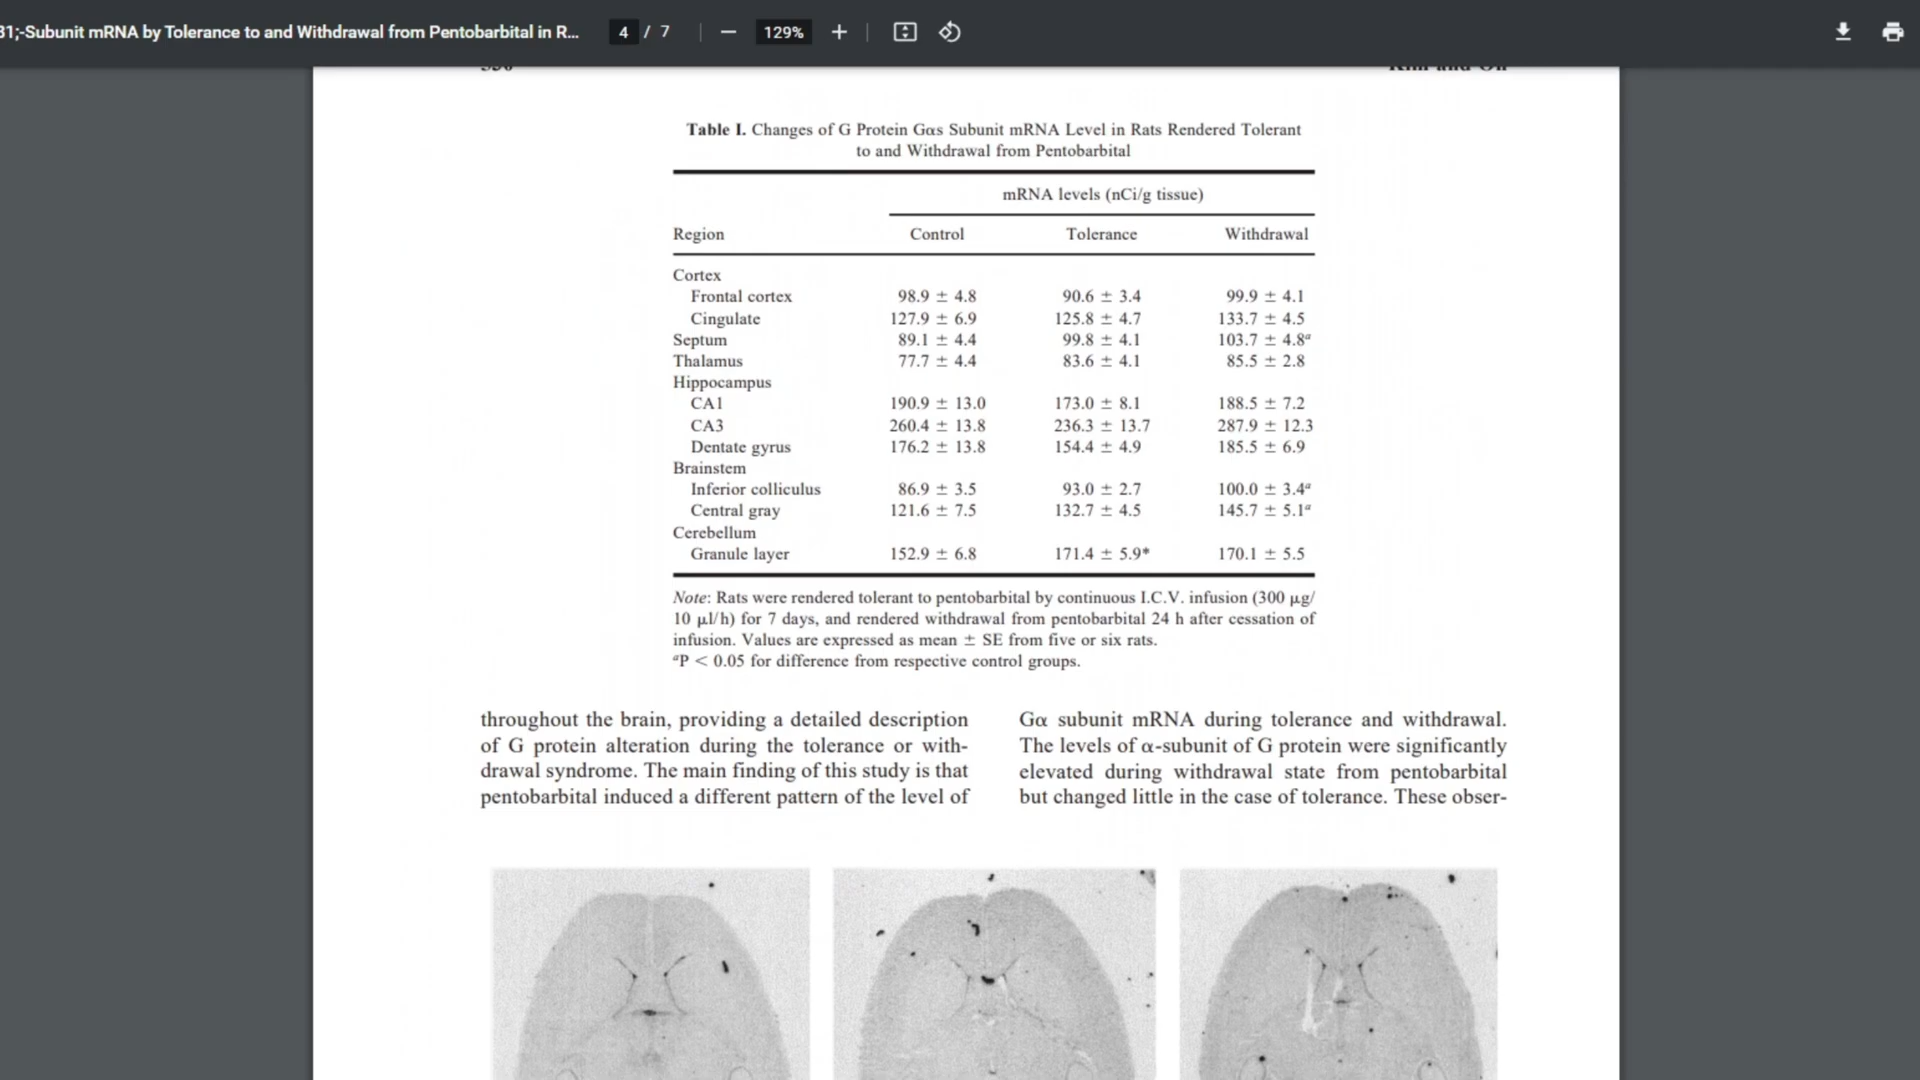 31;-Subunit mRNA by Tolerance to and Withdrawal from Pentobarbital in R... 4 / 7 129%
Table I. Changes of G Protein Gαs Subunit mRNA Level in Rats Rendered Tolerant
to and Withdrawal from Pentobarbital
mRNA levels (nCi/g tissue)
Region Control Tolerance Withdrawal
Cortex
Frontal cortex 98.9 ± 4.8 90.6 ± 3.4 99.9 ± 4.1
Cingulate 127.9 ± 6.9 125.8 ± 4.7 133.7 ± 4.5
Septum 89.1 ± 4.4 99.8 ± 4.1 103.7 ± 4.8ᵃ
Thalamus 77.7 ± 4.4 83.6 ± 4.1 85.5 ± 2.8
Hippocampus
CA1 190.9 ± 13.0 173.0 ± 8.1 188.5 ± 7.2
CA3 260.4 ± 13.8 236.3 ± 13.7 287.9 ± 12.3
Dentate gyrus 176.2 ± 13.8 154.4 ± 4.9 185.5 ± 6.9
Brainstem
Inferior colliculus 86.9 ± 3.5 93.0 ± 2.7 100.0 ± 3.4ᵃ
Central gray 121.6 ± 7.5 132.7 ± 4.5 145.7 ± 5.1ᵃ
Cerebellum
Granule layer 152.9 ± 6.8 171.4 ± 5.9* 170.1 ± 5.5
Note: Rats were rendered tolerant to pentobarbital by continuous I.C.V. infusion (300 μg/
10 μl/h) for 7 days, and rendered withdrawal from pentobarbital 24 h after cessation of
infusion. Values are expressed as mean ± SE from five or six rats.
ᵃP < 0.05 for difference from respective control groups.
throughout the brain, providing a detailed description
of G protein alteration during the tolerance or with-
drawal syndrome. The main finding of this study is that
pentobarbital induced a different pattern of the level of
Gα subunit mRNA during tolerance and withdrawal.
The levels of α-subunit of G protein were significantly
elevated during withdrawal state from pentobarbital
but changed little in the case of tolerance. These obser-